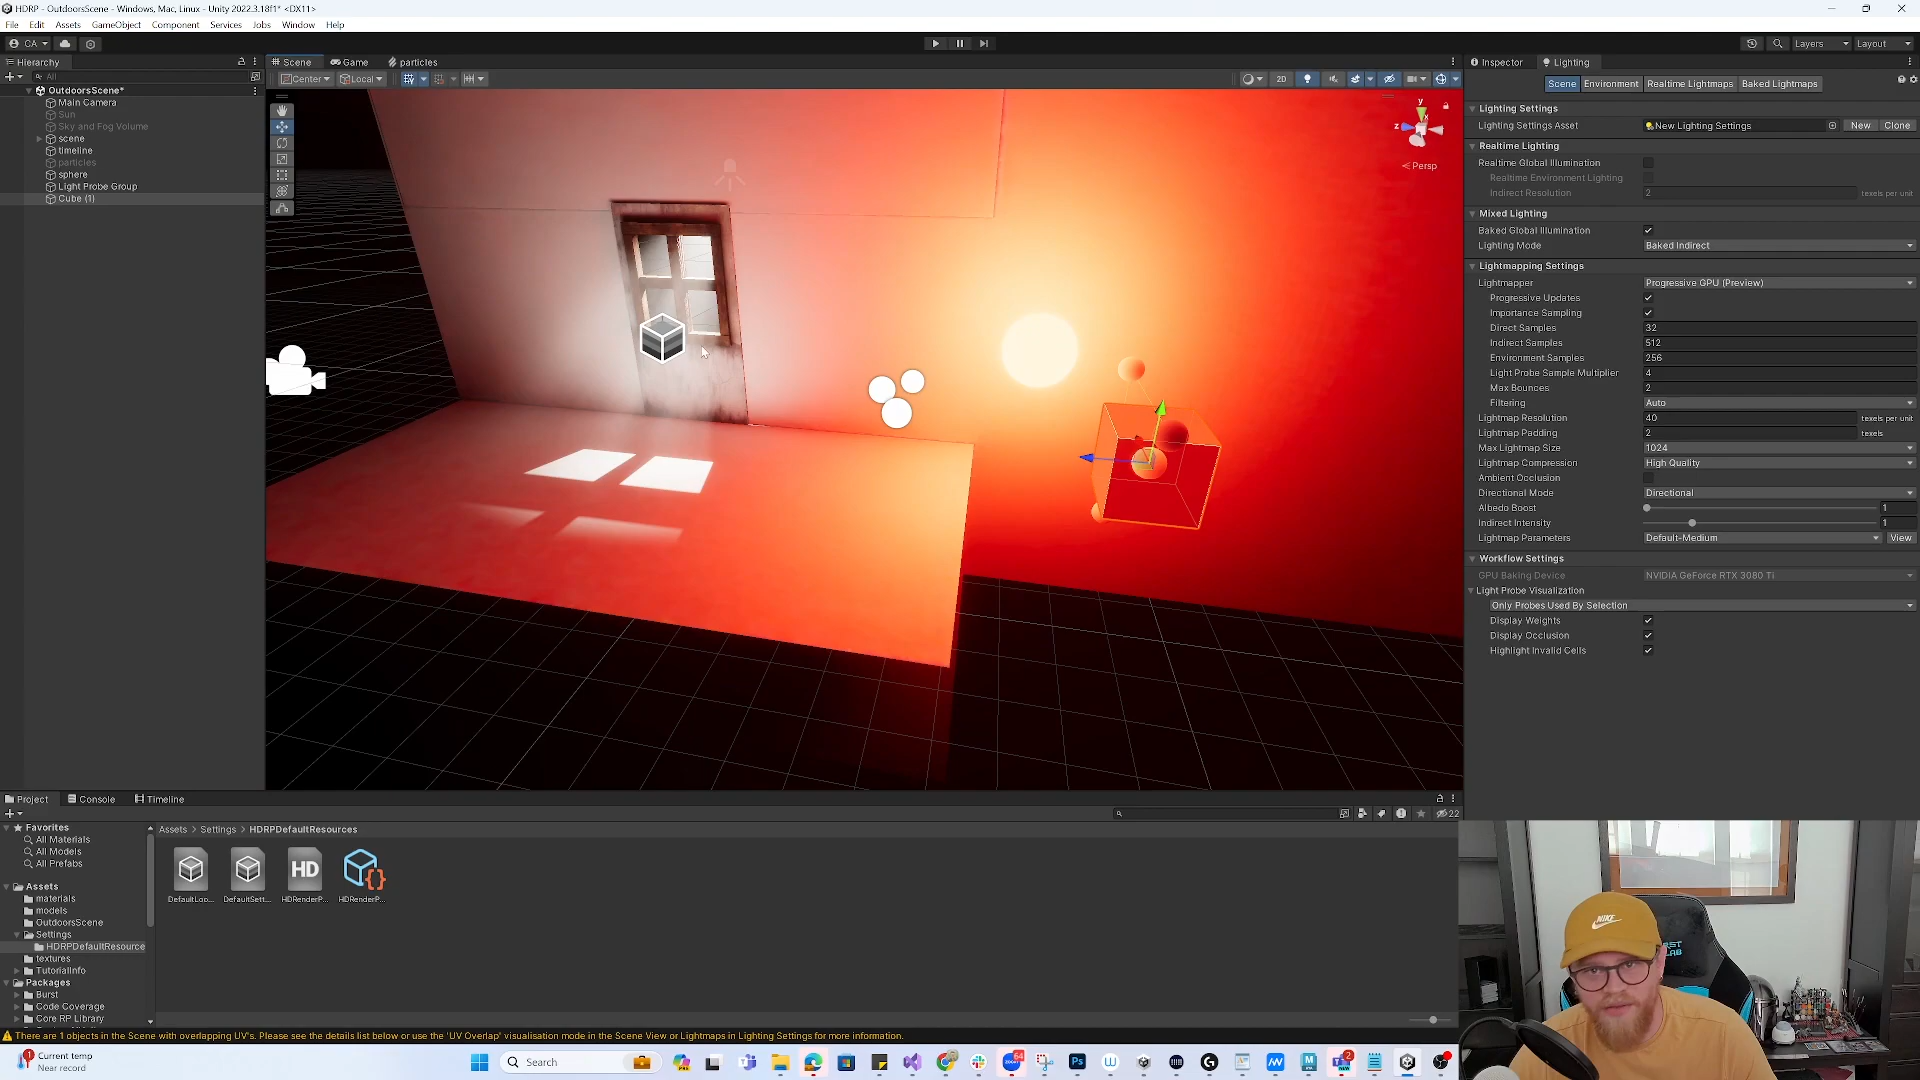 HDRP - OutdoorsScene - Windows, Mac, Linux - Unity 2022.3.18f1* <DX11>
File Edit Assets GameObject Component Services Jobs Window Help
CA Layers Layout
Hierarchy
All
OutdoorsScene*
Main Camera
Sun
Sky and Fog Volume
scene
timeline
particles
sphere
Light Probe Group
Cube (1)
Scene Game particles
Center Local 2D
y
x
z
Persp
Inspector Lighting
Scene Environment Realtime Lightmaps Baked Lightmaps
Lighting Settings
Lighting Settings Asset New Lighting Settings New Clone
Realtime Lighting
Realtime Global Illumination
Realtime Environment Lighting
Indirect Resolution 2 texels per unit
Mixed Lighting
Baked Global Illumination
Lighting Mode Baked Indirect
Lightmapping Settings
Lightmapper Progressive GPU (Preview)
Progressive Updates
Importance Sampling
Direct Samples 32
Indirect Samples 512
Environment Samples 256
Light Probe Sample Multiplier 4
Max Bounces 2
Filtering Auto
Lightmap Resolution 40 texels per unit
Lightmap Padding 2 texels
Max Lightmap Size 1024
Lightmap Compression High Quality
Ambient Occlusion
Directional Mode Directional
Albedo Boost 1
Indirect Intensity 1
Lightmap Parameters Default-Medium View
Workflow Settings
GPU Baking Device NVIDIA GeForce RTX 3080 Ti
Light Probe Visualization
Only Probes Used By Selection
Display Weights
Display Occlusion
Highlight Invalid Cells
Project Console Timeline
22
Favorites
All Materials
All Models
All Prefabs
Assets
materials
models
OutdoorsScene
Settings
HDRPDefaultResource
textures
TutorialInfo
Packages
Burst
Code Coverage
Core RP Library
Assets > Settings > HDRPDefaultResources
HD
DefaultLoo... DefaultSett... HDRenderP... HDRenderP...
There are 1 objects in the Scene with overlapping UV's. Please see the details list below or use the 'UV Overlap' visualisation mode in the Scene View or Lightmaps in Lighting Settings for more information.
1 Current temp
Near record
Search
64
Ps
2
NEW
NIKE